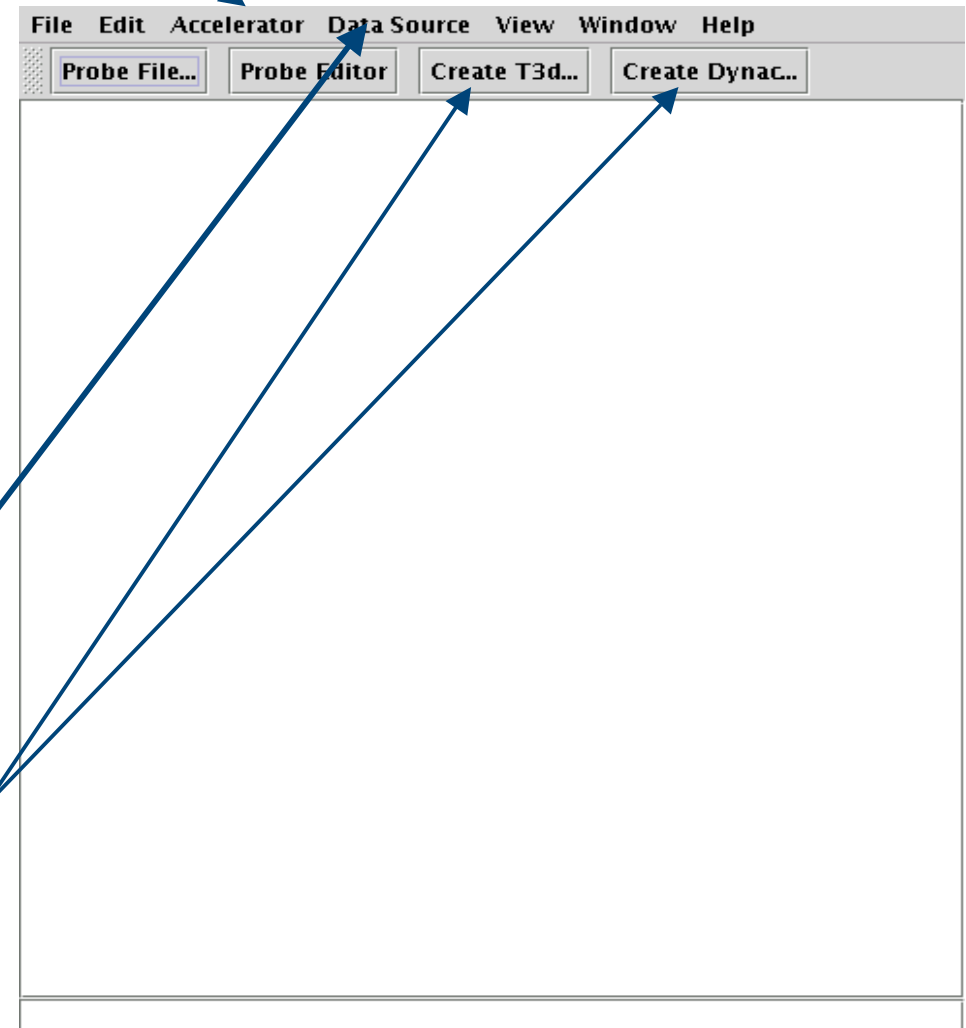 File Edit Accelerator Data Source View Window Help
Probe File... Probe Editor Create T3d... Create Dynac...